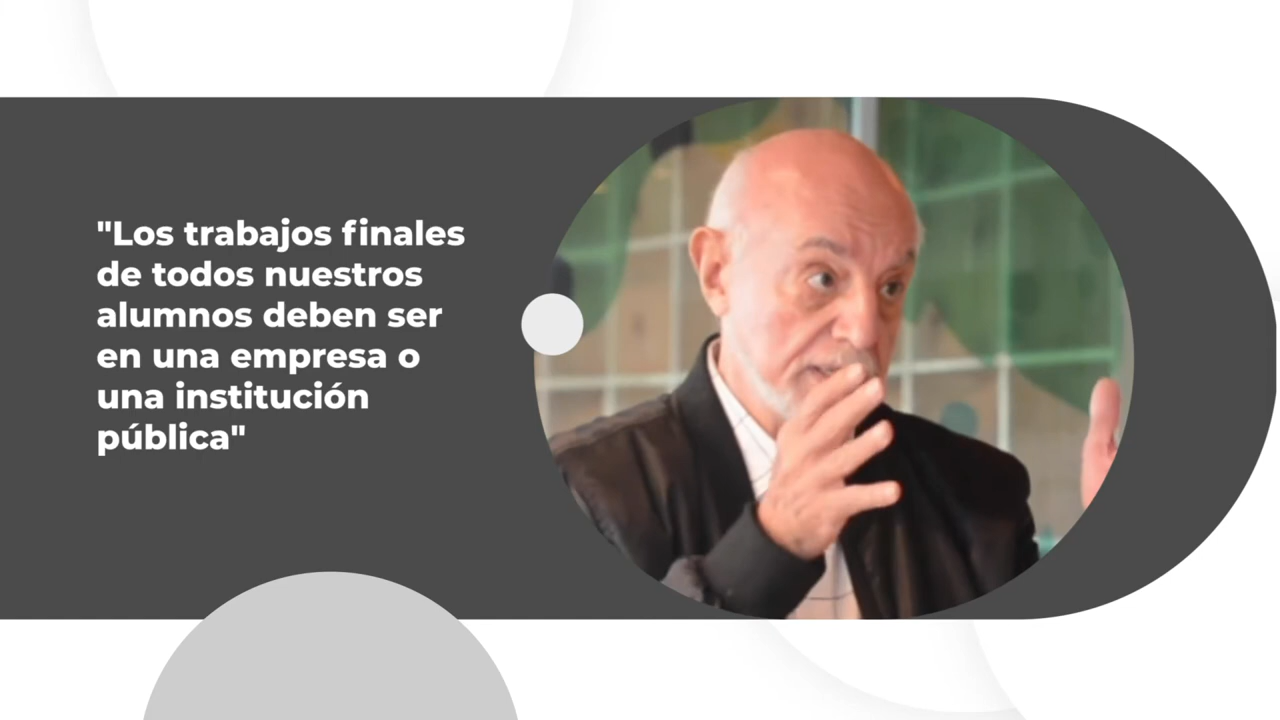 "Los trabajos finales
de todos nuestros
alumnos deben ser
en una empresa o
una institución
pública"